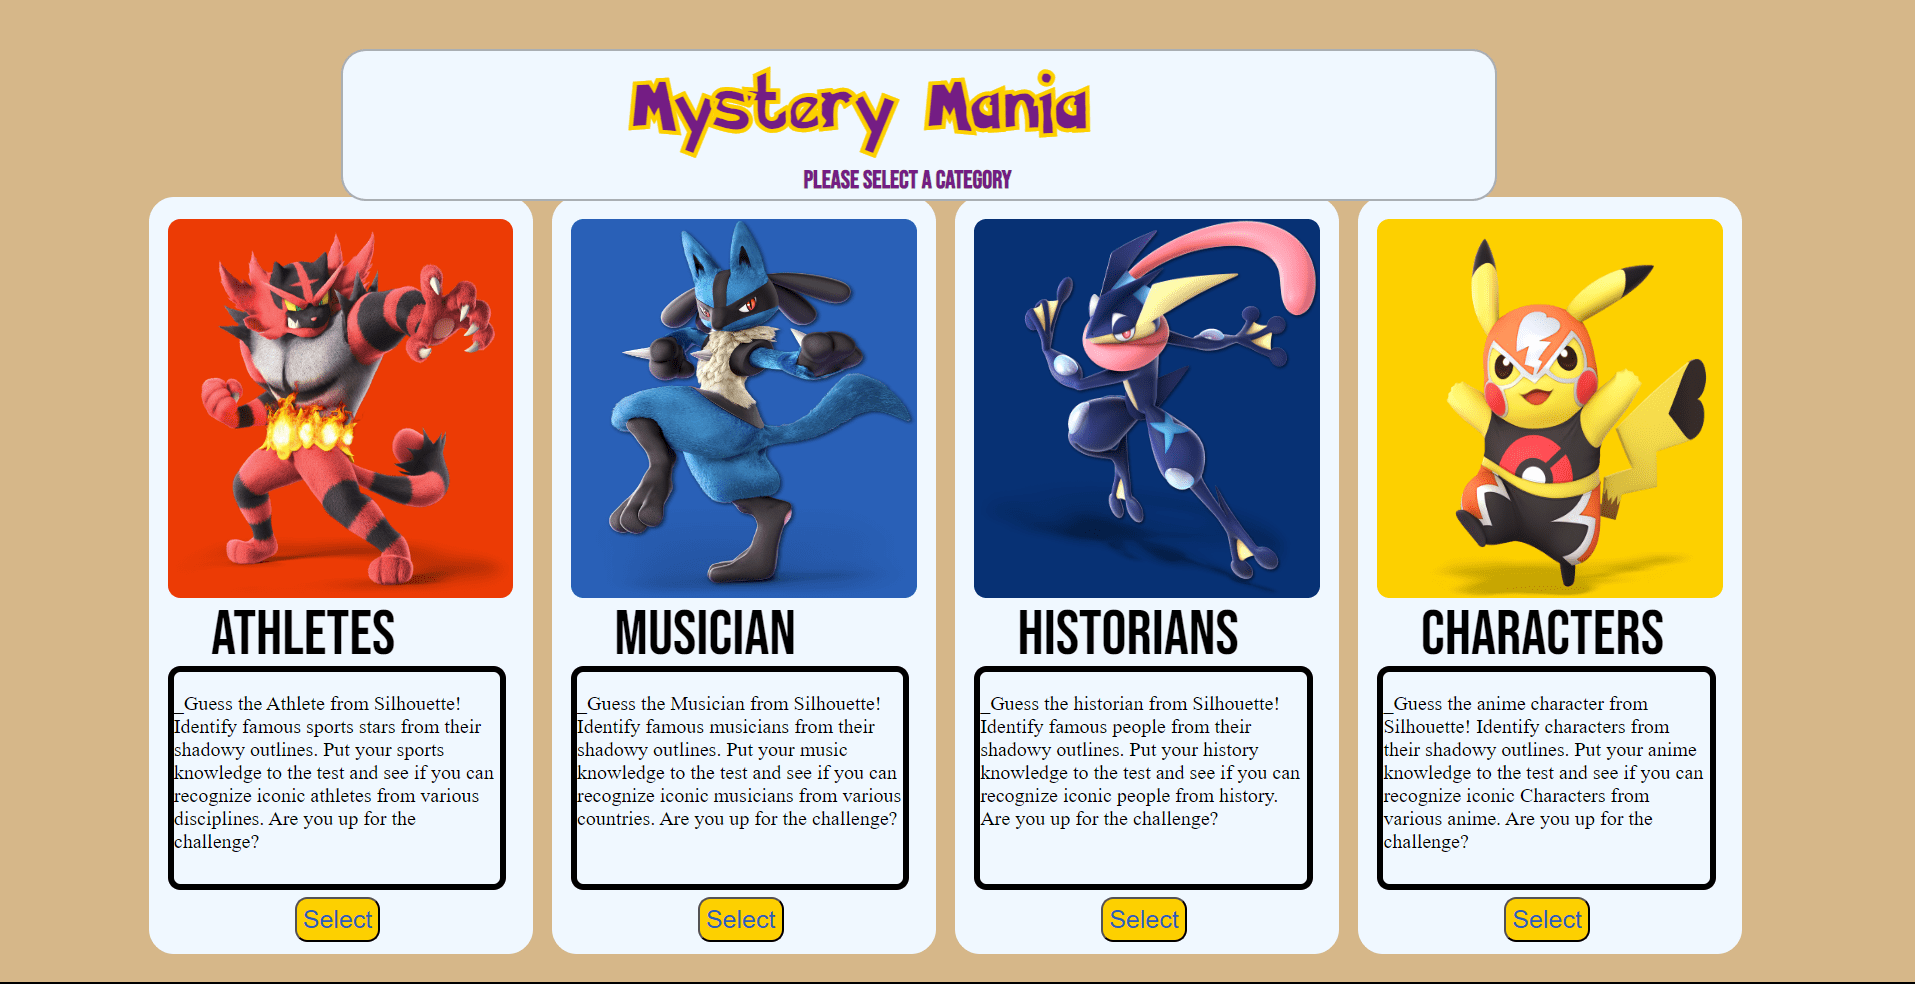 Mystery Mania
PLEASE SELECT A CATEGORY
ATHLETES
_Guess the Athlete from Silhouette!
Identify famous sports stars from their
shadowy outlines. Put your sports
knowledge to the test and see if you can
recognize iconic athletes from various
disciplines. Are you up for the
challenge?
Select
MUSICIAN
_Guess the Musician from Silhouette!
Identify famous musicians from their
shadowy outlines. Put your music
knowledge to the test and see if you can
recognize iconic musicians from various
countries. Are you up for the challenge?
Select
HISTORIANS
_Guess the historian from Silhouette!
Identify famous people from their
shadowy outlines. Put your history
knowledge to the test and see if you can
recognize iconic people from history.
Are you up for the challenge?
Select
CHARACTERS
_Guess the anime character from
Silhouette! Identify characters from
their shadowy outlines. Put your anime
knowledge to the test and see if you can
recognize iconic Characters from
various anime. Are you up for the
challenge?
Select